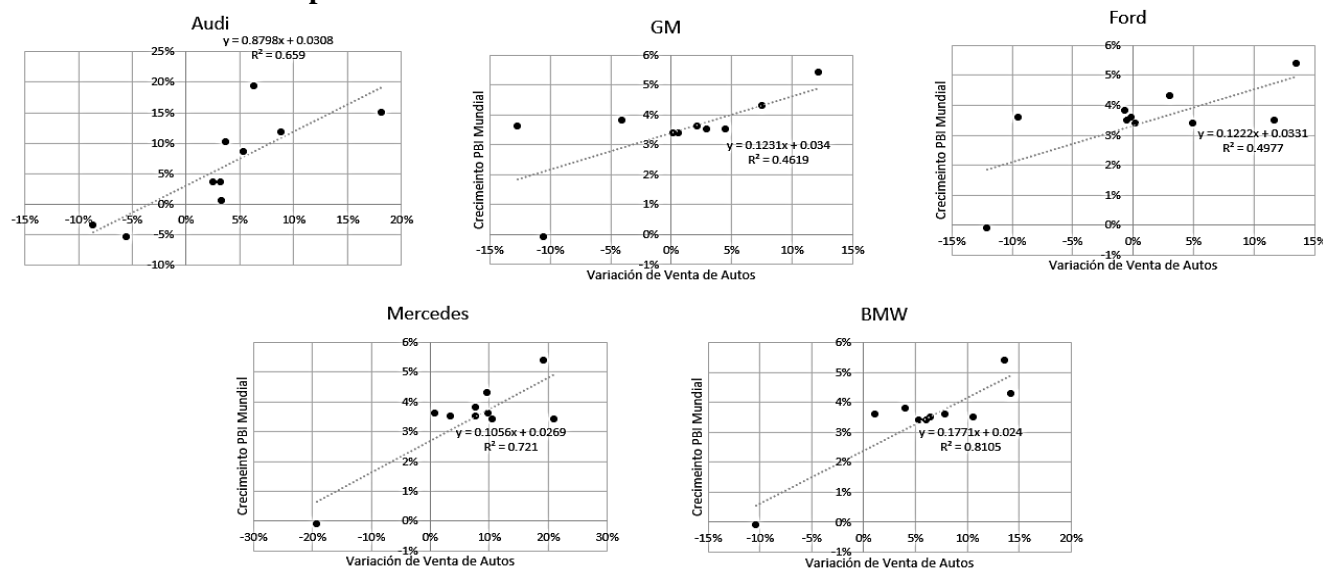 Audi
y = 0.8798x + 0.0308
R² = 0.659
25%
20%
15%
10%
5%
0%
-5%
-10%
-15% -10% -5% 0% 5% 10% 15% 20%
GM
Crecimeinto PBI Mundial
6%
5%
4%
3%
2%
1%
0%
-1%
y = 0.1231x + 0.034
R² = 0.4619
-15% -10% -5% 0% 5% 10% 15%
Variación de Venta de Autos
Ford
Crecimeinto PBI Mundial
6%
5%
4%
3%
2%
1%
0%
-1%
y = 0.1222x + 0.0331
R² = 0.4977
-15% -10% -5% 0% 5% 10% 15%
Variación de Venta de Autos
Mercedes
Crecimeinto PBI Mundial
6%
5%
4%
3%
2%
1%
0%
-1%
y = 0.1056x + 0.0269
R² = 0.721
-30% -20% -10% 0% 10% 20% 30%
Variación de Venta de Autos
BMW
Crecimeinto PBI Mundial
6%
5%
4%
3%
2%
1%
0%
-1%
y = 0.1771x + 0.024
R² = 0.8105
-15% -10% -5% 0% 5% 10% 15% 20%
Variación de Venta de Autos